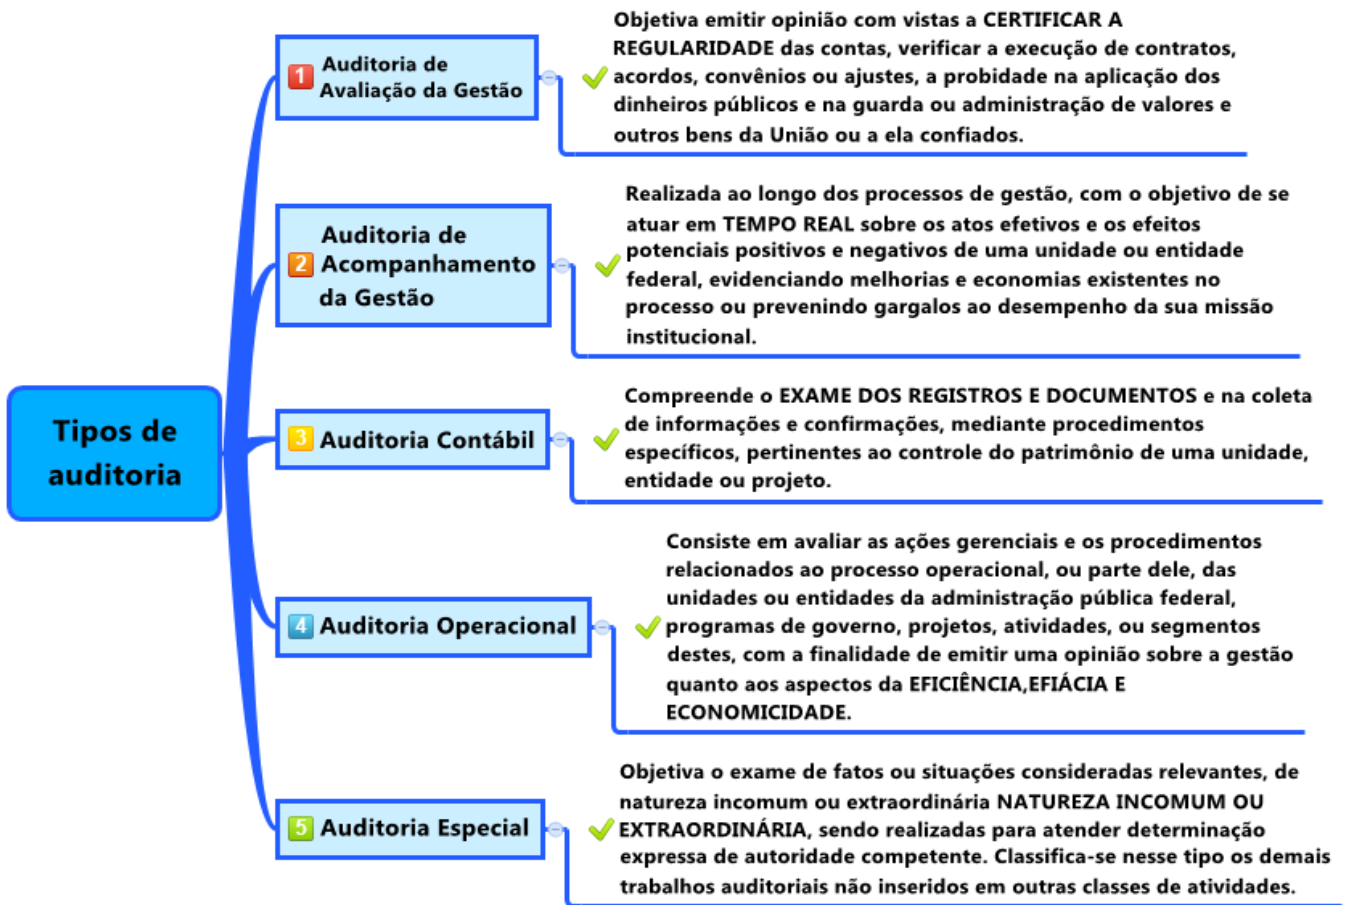 Tipos de
auditoria
1 Auditoria de
Avaliação da Gestão
Objetiva emitir opinião com vistas a CERTIFICAR A
REGULARIDADE das contas, verificar a execução de contratos,
acordos, convênios ou ajustes, a probidade na aplicação dos
dinheiros públicos e na guarda ou administração de valores e
outros bens da União ou a ela confiados.
2 Auditoria de
Acompanhamento
da Gestão
Realizada ao longo dos processos de gestão, com o objetivo de se
atuar em TEMPO REAL sobre os atos efetivos e os efeitos
potenciais positivos e negativos de uma unidade ou entidade
federal, evidenciando melhorias e economias existentes no
processo ou prevenindo gargalos ao desempenho da sua missão
institucional.
3 Auditoria Contábil
Compreende o EXAME DOS REGISTROS E DOCUMENTOS e na coleta
de informações e confirmações, mediante procedimentos
específicos, pertinentes ao controle do patrimônio de uma unidade,
entidade ou projeto.
4 Auditoria Operacional
Consiste em avaliar as ações gerenciais e os procedimentos
relacionados ao processo operacional, ou parte dele, das
unidades ou entidades da administração pública federal,
programas de governo, projetos, atividades, ou segmentos
destes, com a finalidade de emitir uma opinião sobre a gestão
quanto aos aspectos da EFICIÊNCIA,EFIÁCIA E
ECONOMICIDADE.
5 Auditoria Especial
Objetiva o exame de fatos ou situações consideradas relevantes, de
natureza incomum ou extraordinária NATUREZA INCOMUM OU
EXTRAORDINÁRIA, sendo realizadas para atender determinação
expressa de autoridade competente. Classifica-se nesse tipo os demais
trabalhos auditoriais não inseridos em outras classes de atividades.